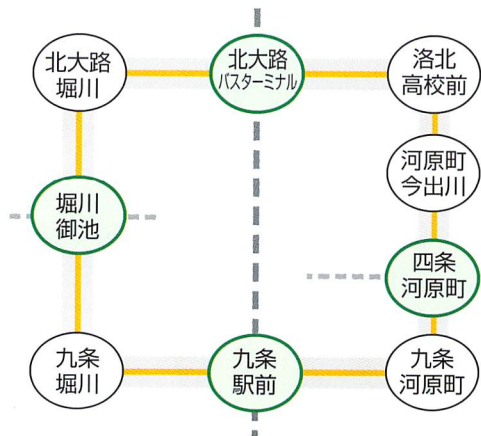 北大路
堀川
北大路
バスターミナル
洛北
高校前
河原町
今出川
堀川
御池
四条
河原町
九条
堀川
九条
駅前
九条
河原町